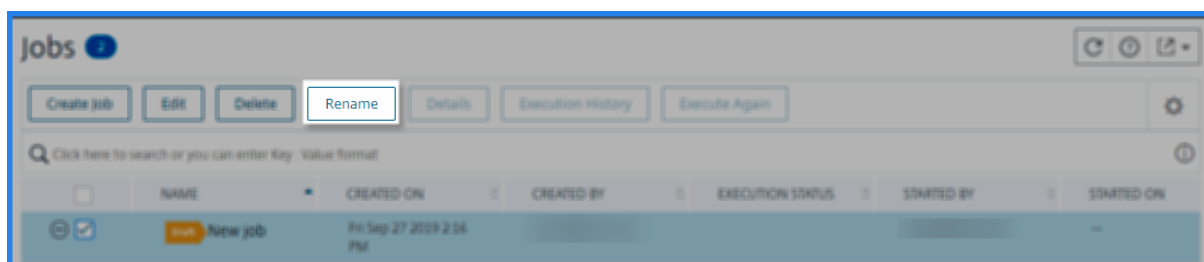 Jobs 2
Create Job Edit Delete Rename Details Execution History Execute Again
Click here to search or you can enter Key : Value format
NAME CREATED ON CREATED BY EXECUTION STATUS STARTED BY STARTED ON
Draft New job Fri Sep 27 2019 2:16 --
PM